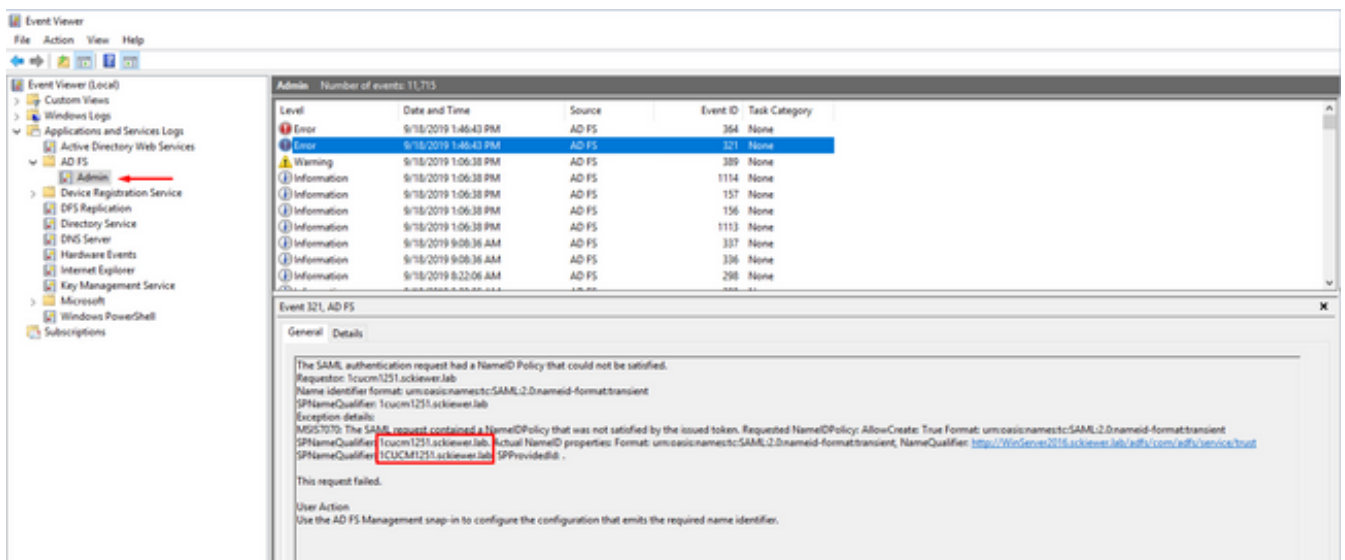 Event Viewer
File Action View Help
Event Viewer (Local)
Custom Views
Windows Logs
Applications and Services Logs
Active Directory Web Services
AD FS
Admin
Device Registration Service
DFS Replication
Directory Service
DNS Server
Hardware Events
Internet Explorer
Key Management Service
Microsoft
Windows PowerShell
Subscriptions
Admin Number of events: 11,715
Level Date and Time Source Event ID Task Category
Error 9/18/2019 1:46:43 PM AD FS 364 None
Error 9/18/2019 1:46:43 PM AD FS 321 None
Warning 9/18/2019 1:06:38 PM AD FS 389 None
Information 9/18/2019 1:06:38 PM AD FS 1114 None
Information 9/18/2019 1:06:38 PM AD FS 157 None
Information 9/18/2019 1:06:38 PM AD FS 156 None
Information 9/18/2019 1:06:38 PM AD FS 1113 None
Information 9/18/2019 9:08:36 AM AD FS 337 None
Information 9/18/2019 9:08:36 AM AD FS 336 None
Information 9/18/2019 8:22:06 AM AD FS 298 None
Event 321, AD FS
General Details
The SAML authentication request had a NameID Policy that could not be satisfied.
Requestor: 1cucm1251.sckiewer.lab
Name identifier format: urn:oasis:names:tc:SAML:2.0:nameid-format:transient
SPNameQualifier: 1cucm1251.sckiewer.lab
Exception details:
MSIS7070: The SAML request contained a NameIDPolicy that was not satisfied by the issued token. Requested NameIDPolicy: AllowCreate: True Format: urn:oasis:names:tc:SAML:2.0:nameid-format:transient
SPNameQualifier: 1cucm1251.sckiewer.lab. Actual NameID properties: Format: urn:oasis:names:tc:SAML:2.0:nameid-format:transient, NameQualifier: http://WinServer2016.sckiewer.lab/adfs/com/adfs/service/trust
SPNameQualifier: 1CUCM1251.sckiewer.lab, SPProvidedId: .
This request failed.
User Action
Use the AD FS Management snap-in to configure the configuration that emits the required name identifier.